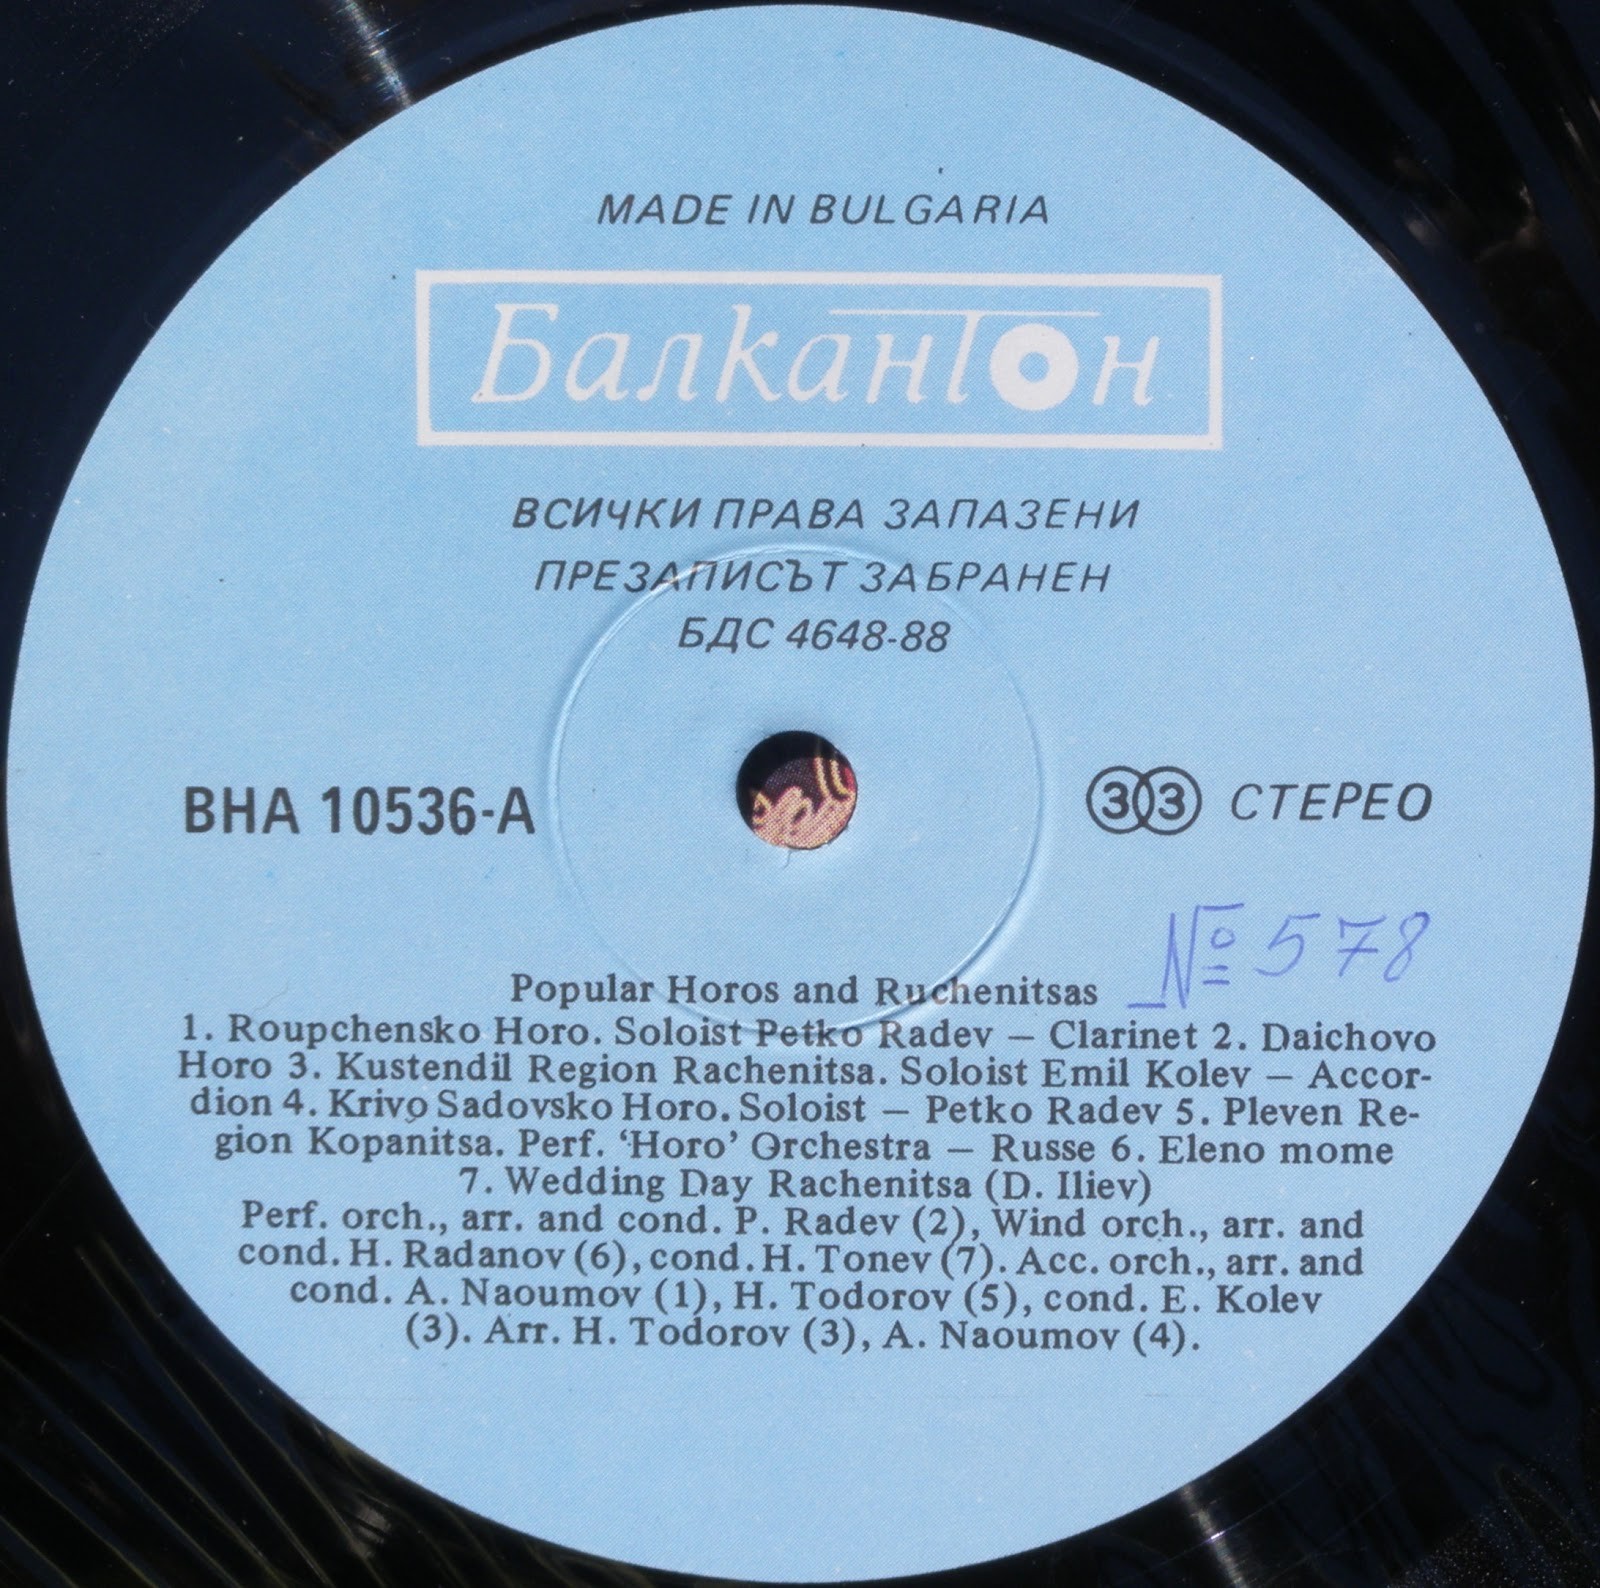 MADE IN BULGARIA
Балкантон
ВСИЧКИ ПРАВА ЗАПАЗЕНИ
ПРЕЗАПИСЪТ ЗАБРАНЕН
БДС 4648-88
ВНА 10536-А
33 СТЕРЕО
№ 578
Popular Horos and Ruchenitsas
1. Roupchensko Horo. Soloist Petko Radev — Clarinet 2. Daichovo
Horo 3. Kustendil Region Rachenitsa. Soloist Emil Kolev — Accor-
dion 4. Krivo Sadovsko Horo. Soloist — Petko Radev 5. Pleven Re-
gion Kopanitsa. Perf. ‘Horo’ Orchestra — Russe 6. Eleno mome
7. Wedding Day Rachenitsa (D. Iliev)
Perf. orch., arr. and cond. P. Radev (2), Wind orch., arr. and
cond. H. Radanov (6), cond. H. Tonev (7). Acc. orch., arr. and
cond. A. Naoumov (1), H. Todorov (5), cond. E. Kolev
(3). Arr. H. Todorov (3), A. Naoumov (4).